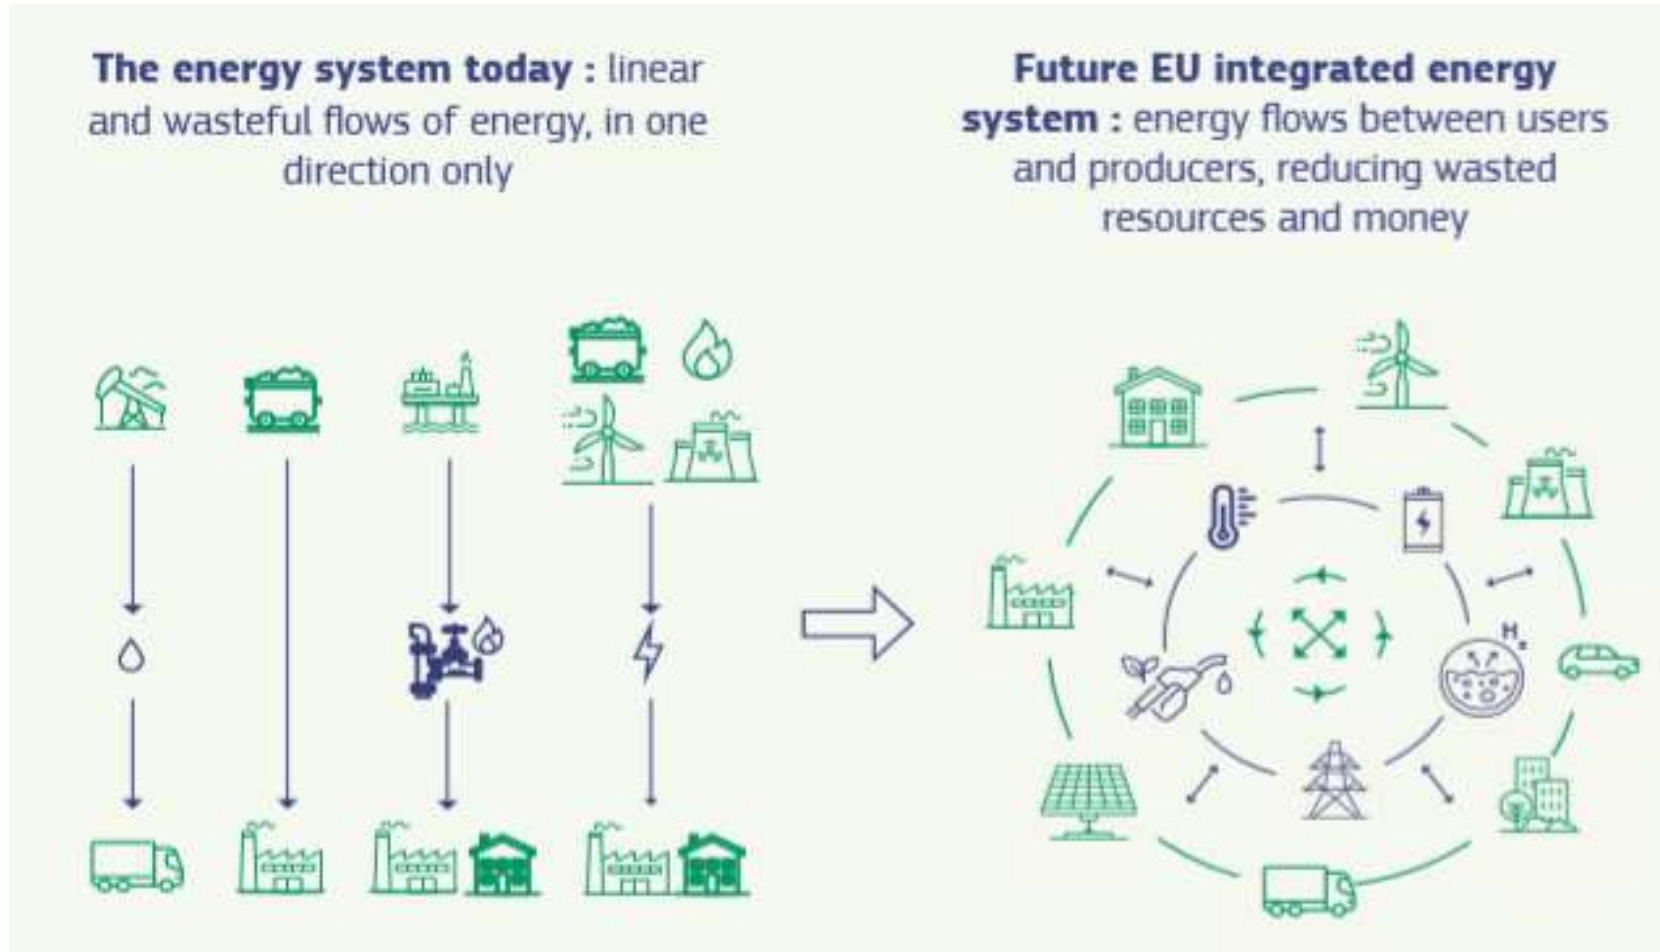 The energy system today : linear
and wasteful flows of energy, in one
direction only
Future EU integrated energy
system : energy flows between users
and producers, reducing wasted
resources and money
H₂